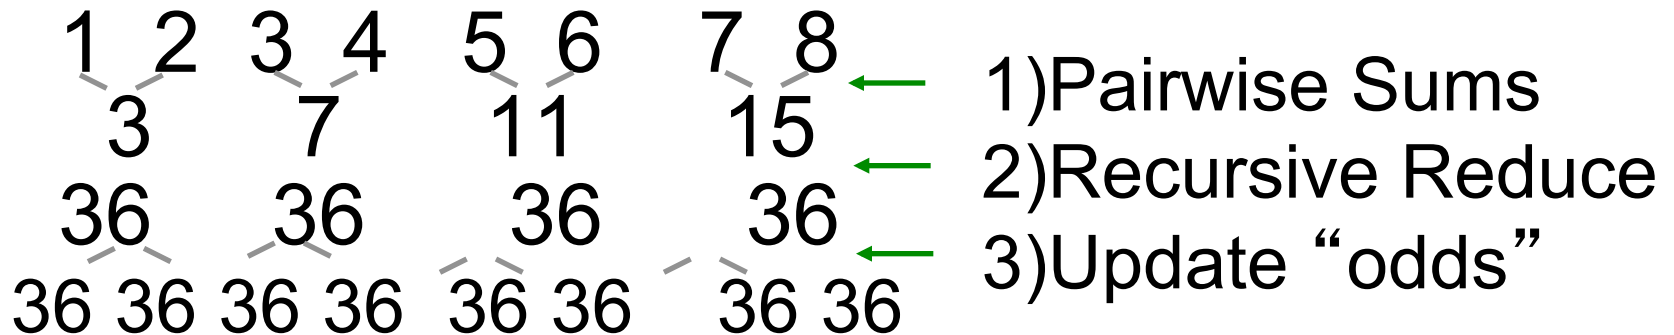 1 2 3 4 5 6 7 8
3 7 11 15
36 36 36 36
36 36 36 36 36 36 36 36
1)Pairwise Sums
2)Recursive Reduce
3)Update “odds”